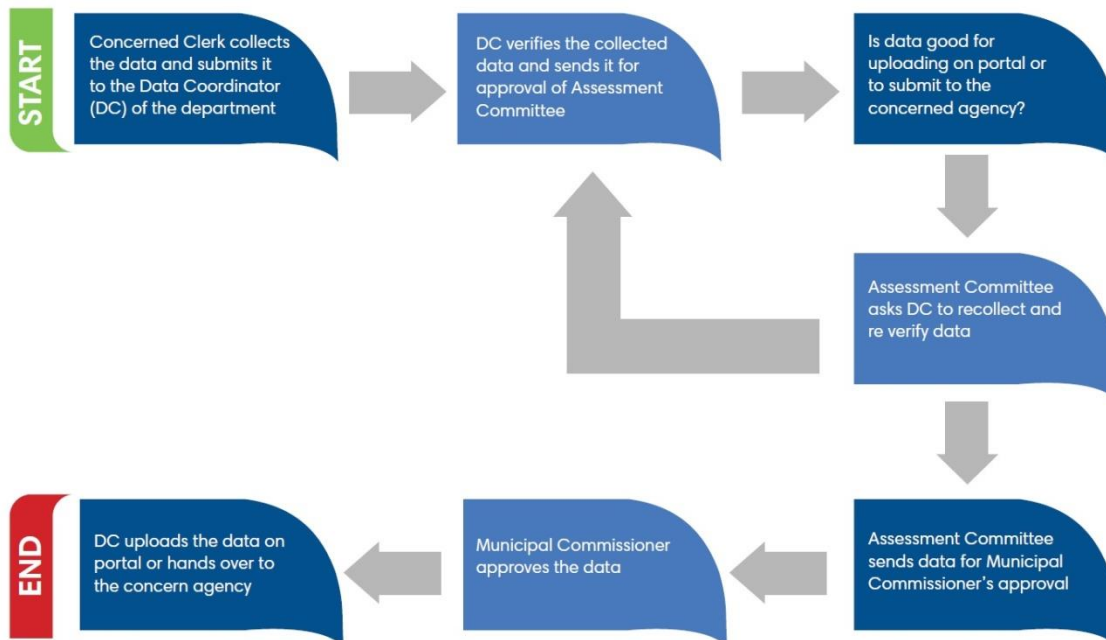 START
Concerned Clerk collects
the data and submits it
to the Data Coordinator
(DC) of the department
DC verifies the collected
data and sends it for
approval of Assessment
Committee
Is data good for
uploading on portal or
to submit to the
concerned agency?
Assessment Committee
asks DC to recollect and
re verify data
Assessment Committee
sends data for Municipal
Commissioner's approval
Municipal Commissioner
approves the data
DC uploads the data on
portal or hands over to
the concern agency
END